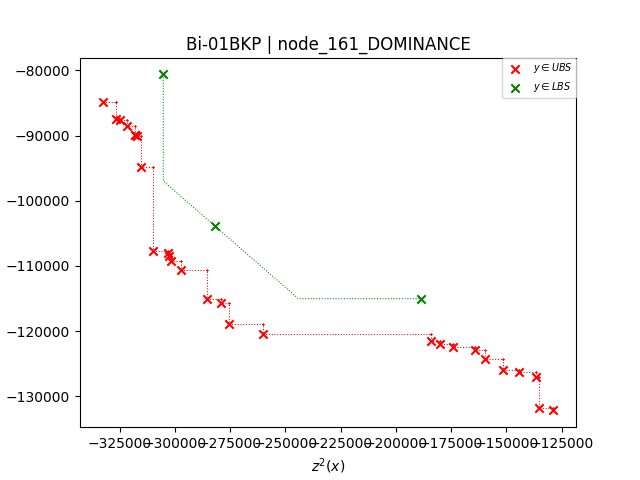 Bi-01BKP | node_161_DOMINANCE
y ∈ UBS
y ∈ LBS
−80000
−90000
−100000
−110000
−120000
−130000
−325000 −300000 −275000 −250000 −225000 −200000 −175000 −150000 −125000
z²(x)